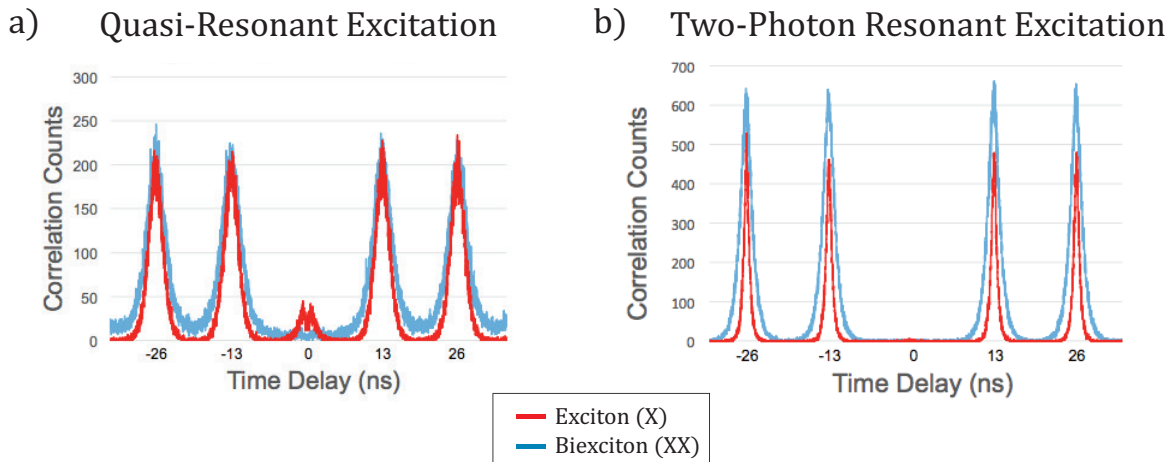 a) Quasi-Resonant Excitation
300
250
200
150
100
50
0
Correlation Counts
-26 -13 0 13 26
Time Delay (ns)
b) Two-Photon Resonant Excitation
700
600
500
400
300
200
100
0
Correlation Counts
-26 -13 0 13 26
Time Delay (ns)
Exciton (X)
Biexciton (XX)